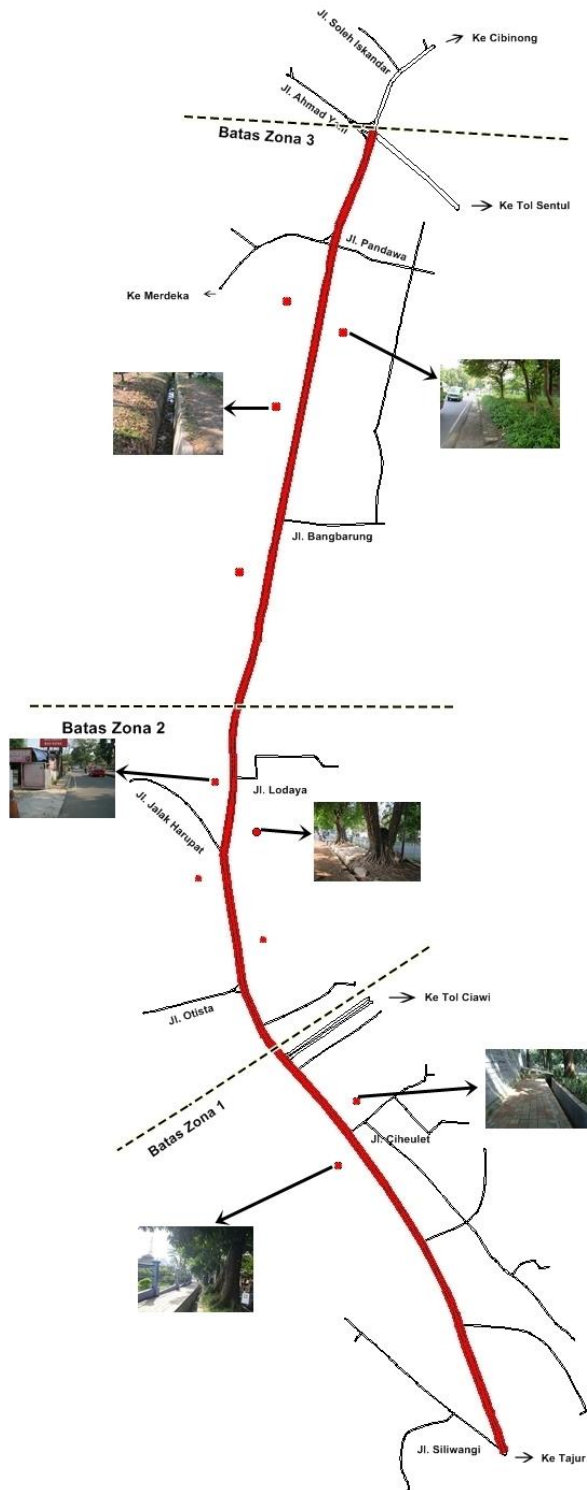 Jl. Soleh Iskandar
Ke Cibinong
Jl. Ahmad Yani
Batas Zona 3
Ke Tol Sentul
Jl. Pandawa
Ke Merdeka
Jl. Bangbarung
Batas Zona 2
Jl. Lodaya
Jl. Jalak Harupat
Ke Tol Ciawi
Jl. Otista
Batas Zona 1
Jl. Ciheulet
Jl. Siliwangi
Ke Tajur